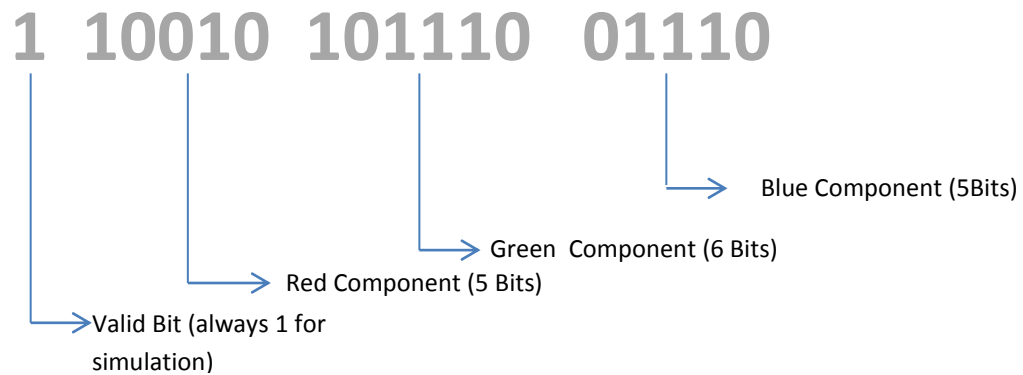 1 10010 101110 01110
Blue Component (5Bits)
Green Component (6 Bits)
Red Component (5 Bits)
Valid Bit (always 1 for
simulation)